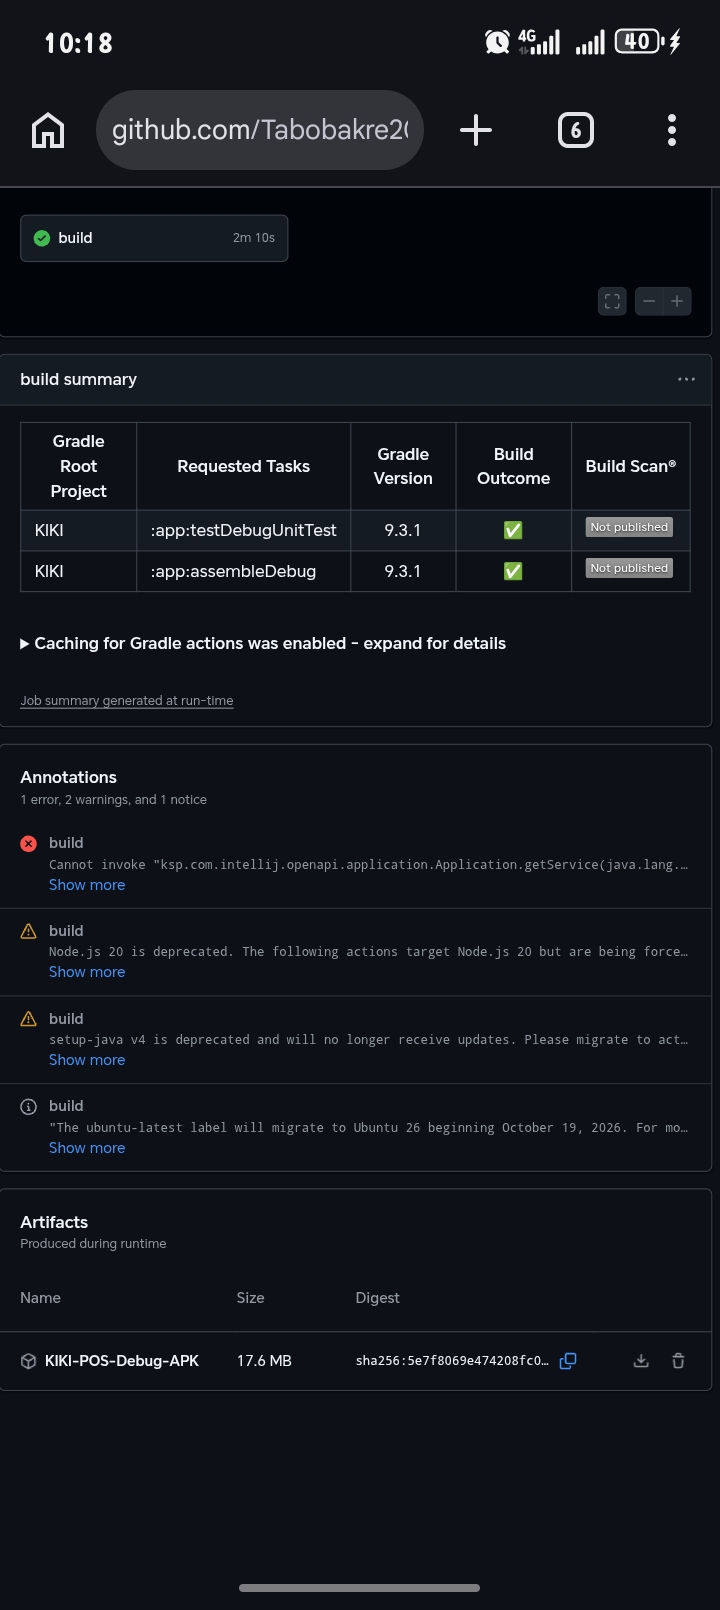 10:18
4G
40
github.com/Tabobakre2(
6
build
2m 10s
build summary
Gradle Root Project
Requested Tasks
Gradle Version
Build Outcome
Build Scan®
KIKI
:app:testDebugUnitTest
9.3.1
✅
Not published
KIKI
:app:assembleDebug
9.3.1
✅
Not published
Caching for Gradle actions was enabled - expand for details
Job summary generated at run-time
Annotations
1 error, 2 warnings, and 1 notice
build
Cannot invoke "ksp.com.intellij.openapi.application.Application.getService(java.lang.…
Show more
build
Node.js 20 is deprecated. The following actions target Node.js 20 but are being force…
Show more
build
setup-java v4 is deprecated and will no longer receive updates. Please migrate to act…
Show more
build
"The ubuntu-latest label will migrate to Ubuntu 26 beginning October 19, 2026. For mo…
Show more
Artifacts
Produced during runtime
Name
Size
Digest
KIKI-POS-Debug-APK
17.6 MB
sha256:5e7f8069e474208fc0…